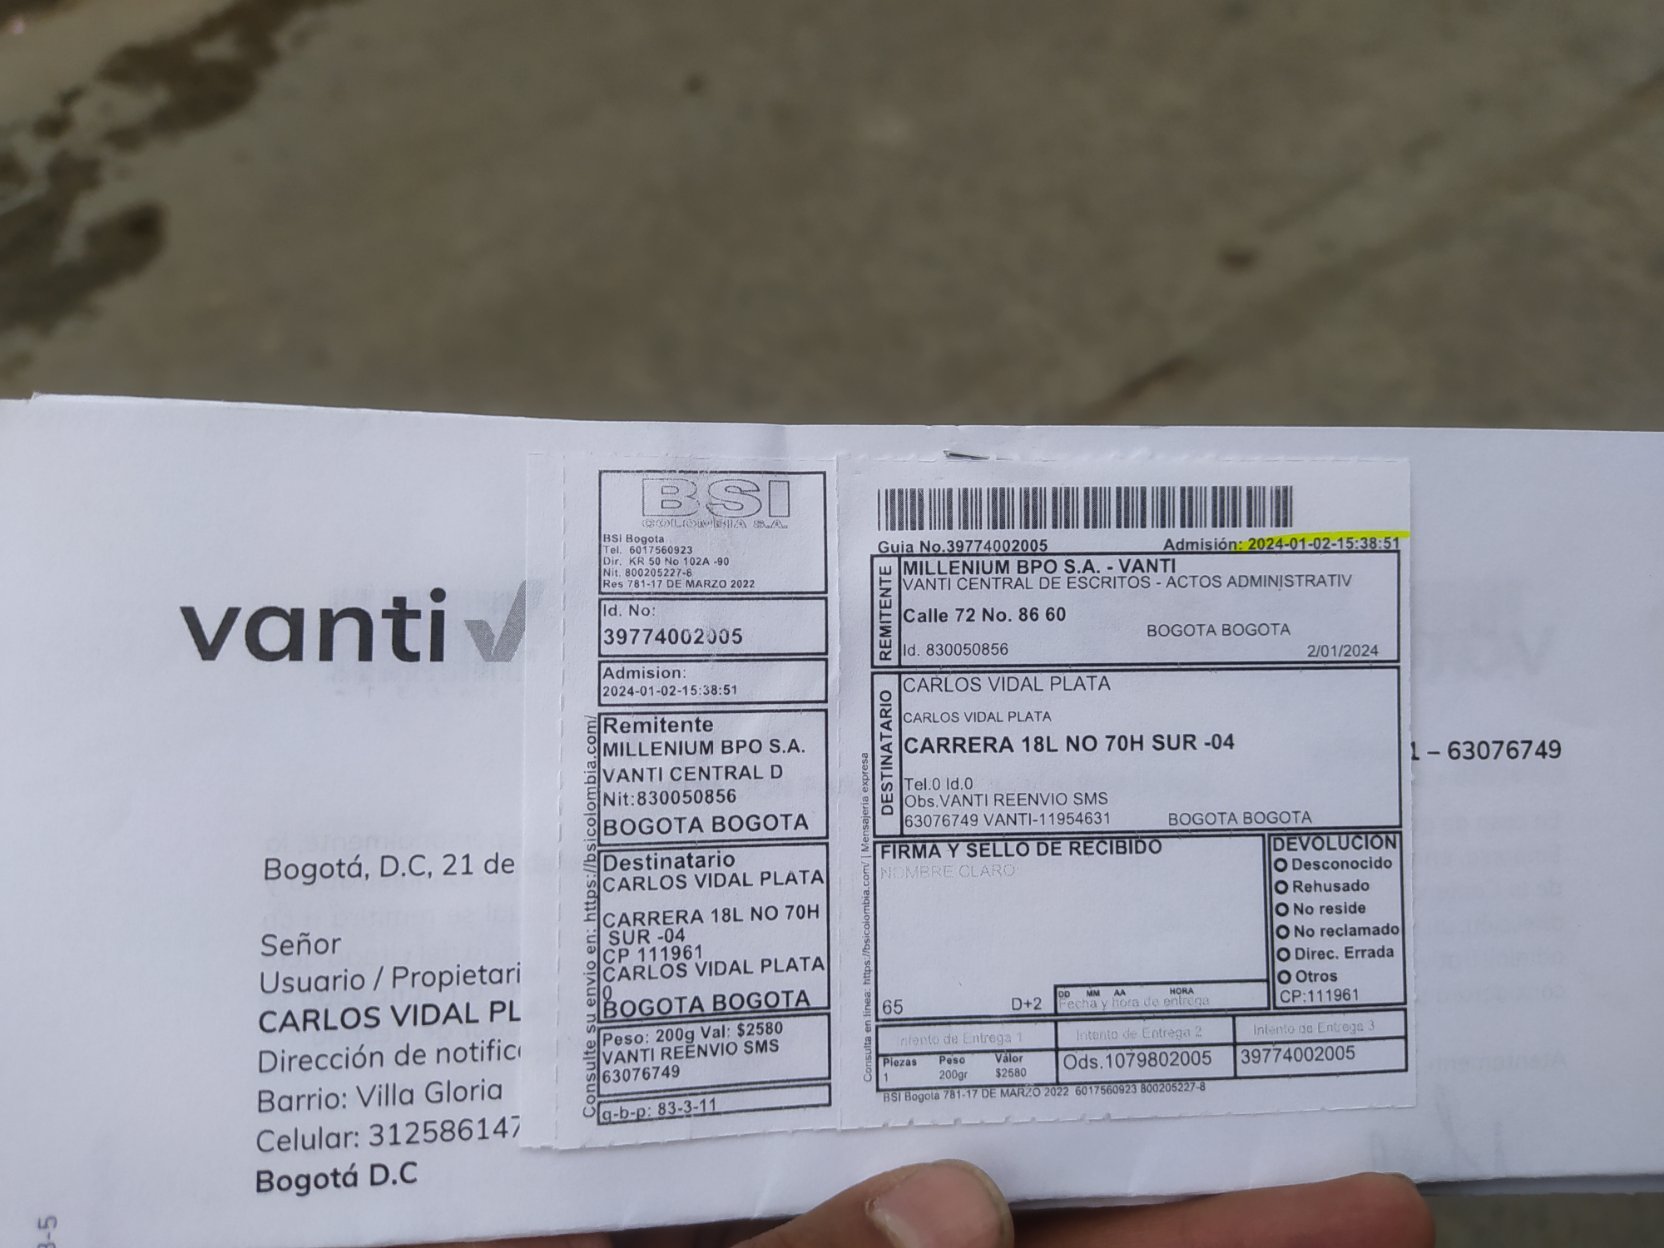 vanti
Bogotá, D.C, 21 de
Señor
Usuario / Propietari
CARLOS VIDAL PL
Dirección de notific
Barrio: Villa Gloria
Celular: 312586147
Bogotá D.C
3-5
BSI
COLOMBIA S.A.
BSI Bogota
Tel. 6017560923
Dir. KR 50 No 102A -90
Nit. 800205227-8
Res 781-17 DE MARZO 2022
Id. No:
39774002005
Admision:
2024-01-02-15:38:51
Remitente
MILLENIUM BPO S.A.
VANTI CENTRAL D
Nit:830050856
BOGOTA BOGOTA
Destinatario
CARLOS VIDAL PLATA
CARRERA 18L NO 70H
SUR -04
CP 111961
CARLOS VIDAL PLATA
0
BOGOTA BOGOTA
Peso: 200g Val: $2580
VANTI REENVIO SMS
63076749
g-b-p: 83-3-11
Consulte su envio en: https://bsicolombia.com/
Guia No.39774002005 Admisión: 2024-01-02-15:38:51
REMITENTE
MILLENIUM BPO S.A. - VANTI
VANTI CENTRAL DE ESCRITOS - ACTOS ADMINISTRATIV
Calle 72 No. 86 60
BOGOTA BOGOTA
Id. 830050856 2/01/2024
DESTINATARIO
CARLOS VIDAL PLATA
CARLOS VIDAL PLATA
CARRERA 18L NO 70H SUR -04
Tel.0 Id.0
Obs.VANTI REENVIO SMS
63076749 VANTI-11954631 BOGOTA BOGOTA
FIRMA Y SELLO DE RECIBIDO
NOMBRE CLARO
65 D+2
DD MM AA HORA
Fecha y hora de entrega
DEVOLUCION
Desconocido
Rehusado
No reside
No reclamado
Direc. Errada
Otros
CP:111961
Intento de Entrega 1 Intento de Entrega 2 Intento de Entrega 3
Piezas Peso Valor
1 200gr $2580
Ods.1079802005 39774002005
BSI Bogota 781-17 DE MARZO 2022 6017560923 800205227-8
Consulta en linea: https://bsicolombia.com/ | Mensajeria expresa
1 – 63076749